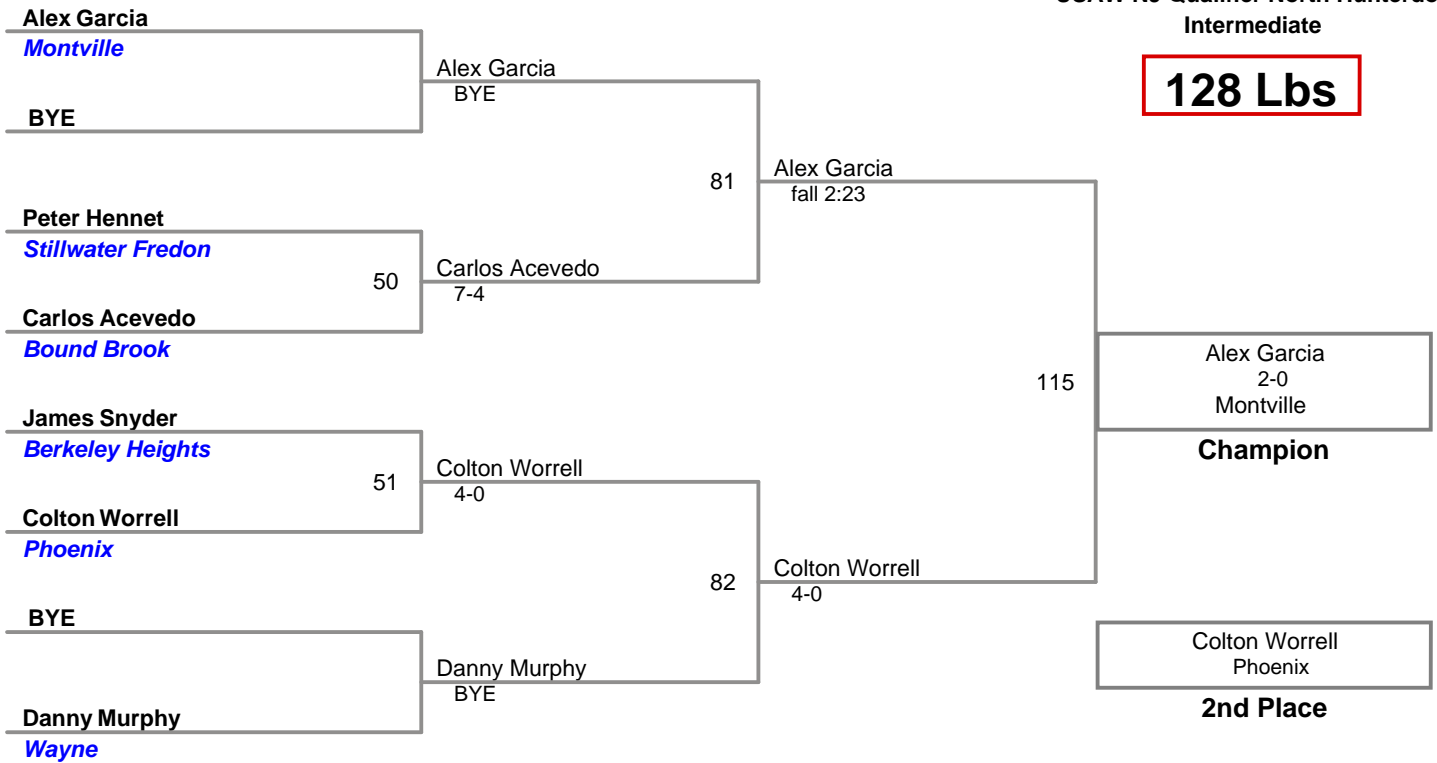 Intermediate
128 Lbs
Alex Garcia
Montville
BYE
Alex Garcia
BYE
Peter Hennet
Stillwater Fredon
50
Carlos Acevedo
Bound Brook
Carlos Acevedo
7-4
81
Alex Garcia
fall 2:23
James Snyder
Berkeley Heights
51
Colton Worrell
Phoenix
Colton Worrell
4-0
BYE
Danny Murphy
Wayne
Danny Murphy
BYE
82
Colton Worrell
4-0
115
Alex Garcia
2-0
Montville
Champion
Colton Worrell
Phoenix
2nd Place